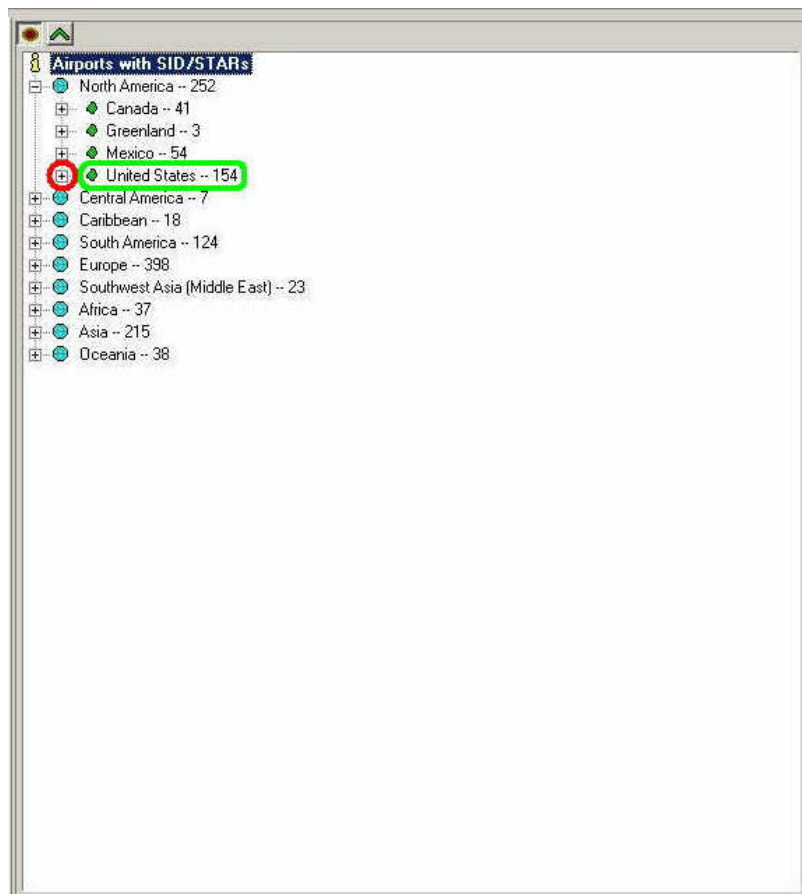 Airports with SID/STARs
North America -- 252
Canada -- 41
Greenland -- 3
Mexico -- 54
United States -- 154
Central America -- 7
Caribbean -- 18
South America -- 124
Europe -- 398
Southwest Asia (Middle East) -- 23
Africa -- 37
Asia -- 215
Oceania -- 38